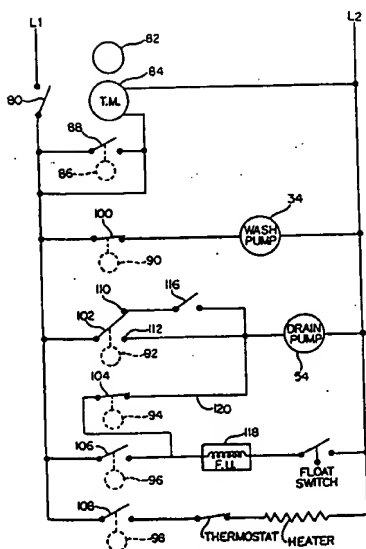 L1
L2
82
84
80
T.M.
88
86
100
34
WASH
PUMP
90
110
116
102
112
DRAIN
PUMP
92
54
104
94
120
106
118
F.U.
96
FLOAT
SWITCH
108
98
THERMOSTAT
HEATER